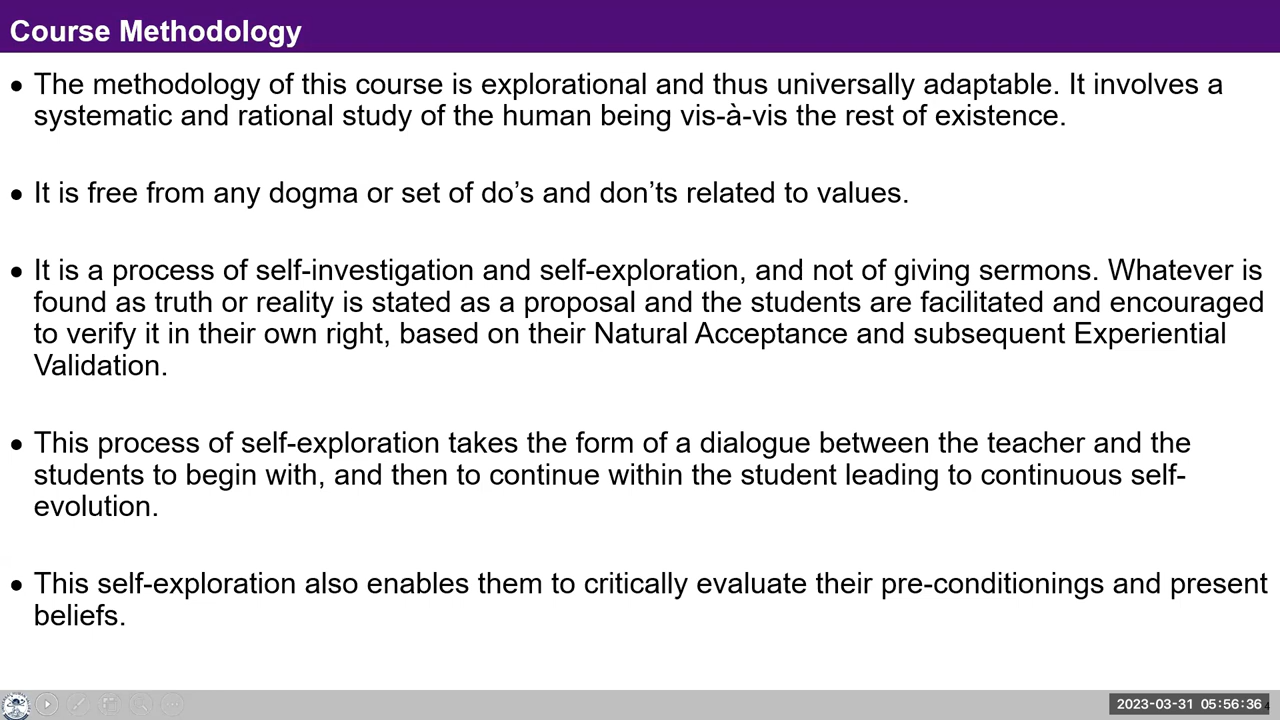 Course Methodology
• The methodology of this course is explorational and thus universally adaptable. It involves a
systematic and rational study of the human being vis-à-vis the rest of existence.
• It is free from any dogma or set of do’s and don’ts related to values.
• It is a process of self-investigation and self-exploration, and not of giving sermons. Whatever is
found as truth or reality is stated as a proposal and the students are facilitated and encouraged
to verify it in their own right, based on their Natural Acceptance and subsequent Experiential
Validation.
• This process of self-exploration takes the form of a dialogue between the teacher and the
students to begin with, and then to continue within the student leading to continuous self-
evolution.
• This self-exploration also enables them to critically evaluate their pre-conditionings and present
beliefs.
2023-03-31 05:56:36